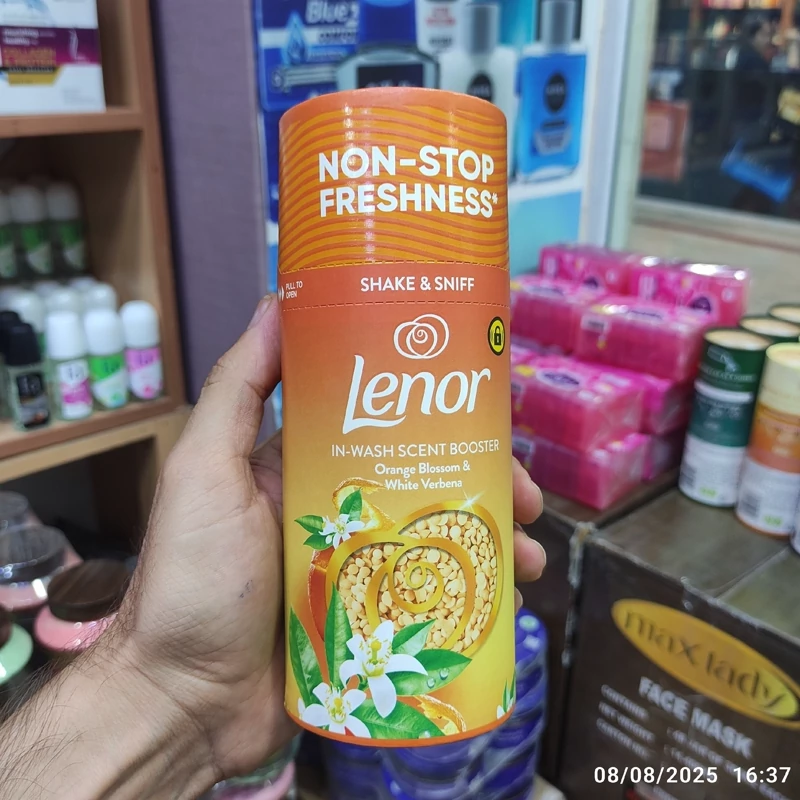 NON-STOP
FRESHNESS*
PULL TO
OPEN
SHAKE & SNIFF
Lenor
IN-WASH SCENT BOOSTER
Orange Blossom &
White Verbena
Blue
max lady
FACE MASK
08/08/2025 16:37